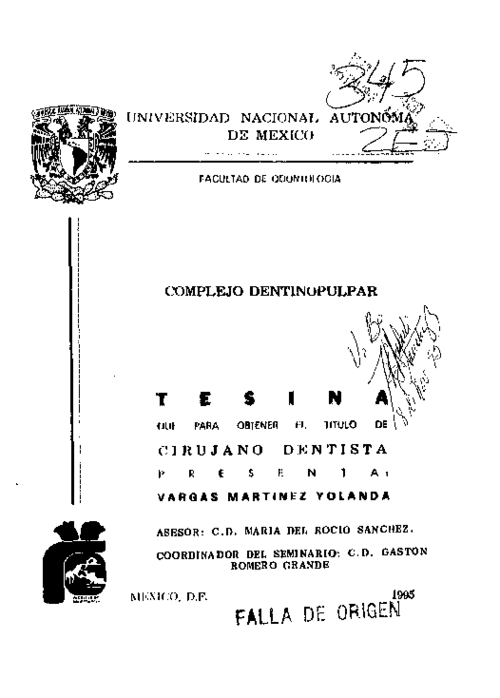 345
UNIVERSIDAD NACIONAL AUTONOMA
DE MEXICO
2EJ
FACULTAD DE ODONTOLOGIA
COMPLEJO DENTINOPULPAR
V. Bo
TESINA
QUE PARA OBTENER EL TITULO DE
CIRUJANO DENTISTA
PRESENTA:
VARGAS MARTINEZ YOLANDA
ASESOR: C.D. MARIA DEL ROCIO SANCHEZ.
COORDINADOR DEL SEMINARIO: C.D. GASTON
ROMERO GRANDE
MEXICO, D.F. 1995
FALLA DE ORIGEN